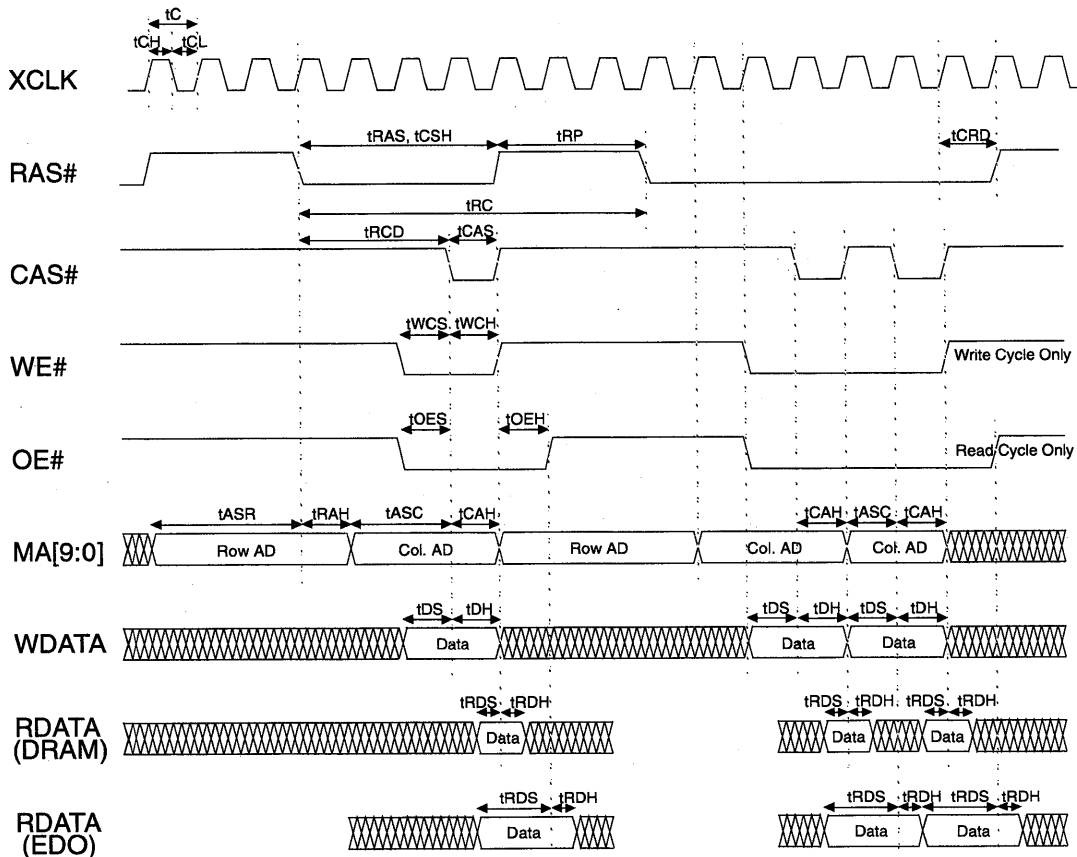 tC
tCH tCL
XCLK
tRAS, tCSH tRP tCRD
RAS#
tRC
tRCD tCAS
CAS#
tWCS tWCH
WE# Write Cycle Only
tOES tOEH
OE# Read Cycle Only
tASR tRAH tASC tCAH tCAH tASC tCAH
MA[9:0] Row AD Col. AD Row AD Col. AD Col. AD
tDS tDH tDS tDH tDS tDH
WDATA Data Data Data
tRDS tRDH tRDS tRDH tRDS tRDH
RDATA
(DRAM) Data Data Data
tRDS tRDH tRDS tRDH tRDS tRDH
RDATA
(EDO) Data Data Data